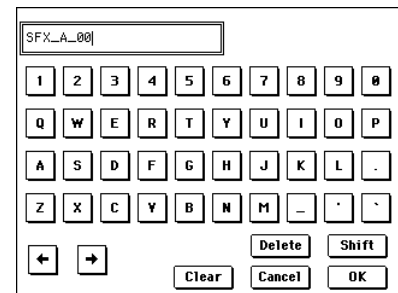 SFX_A_00
1 2 3 4 5 6 7 8 9 0
Q W E R T Y U I O P
A S D F G H J K L .
Z X C V B N M _ ' `
← → Delete Shift
Clear Cancel OK